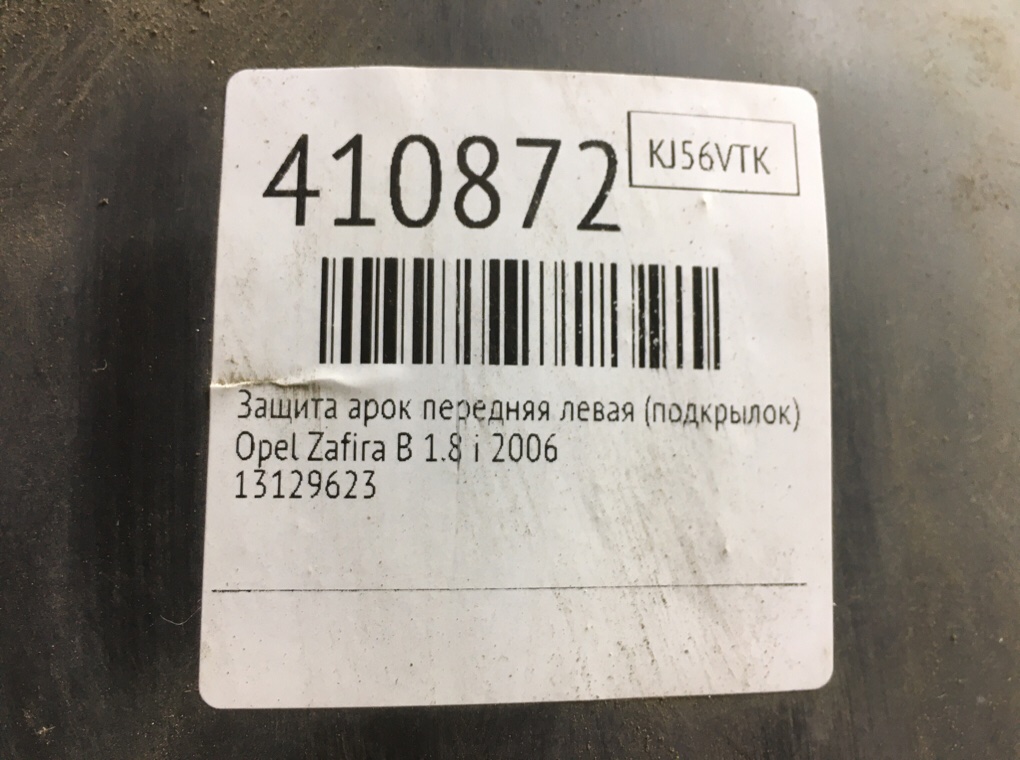 410872
KJ56VTK
Защита арок передняя левая (подкрылок)
Opel Zafira B 1.8 i 2006
13129623